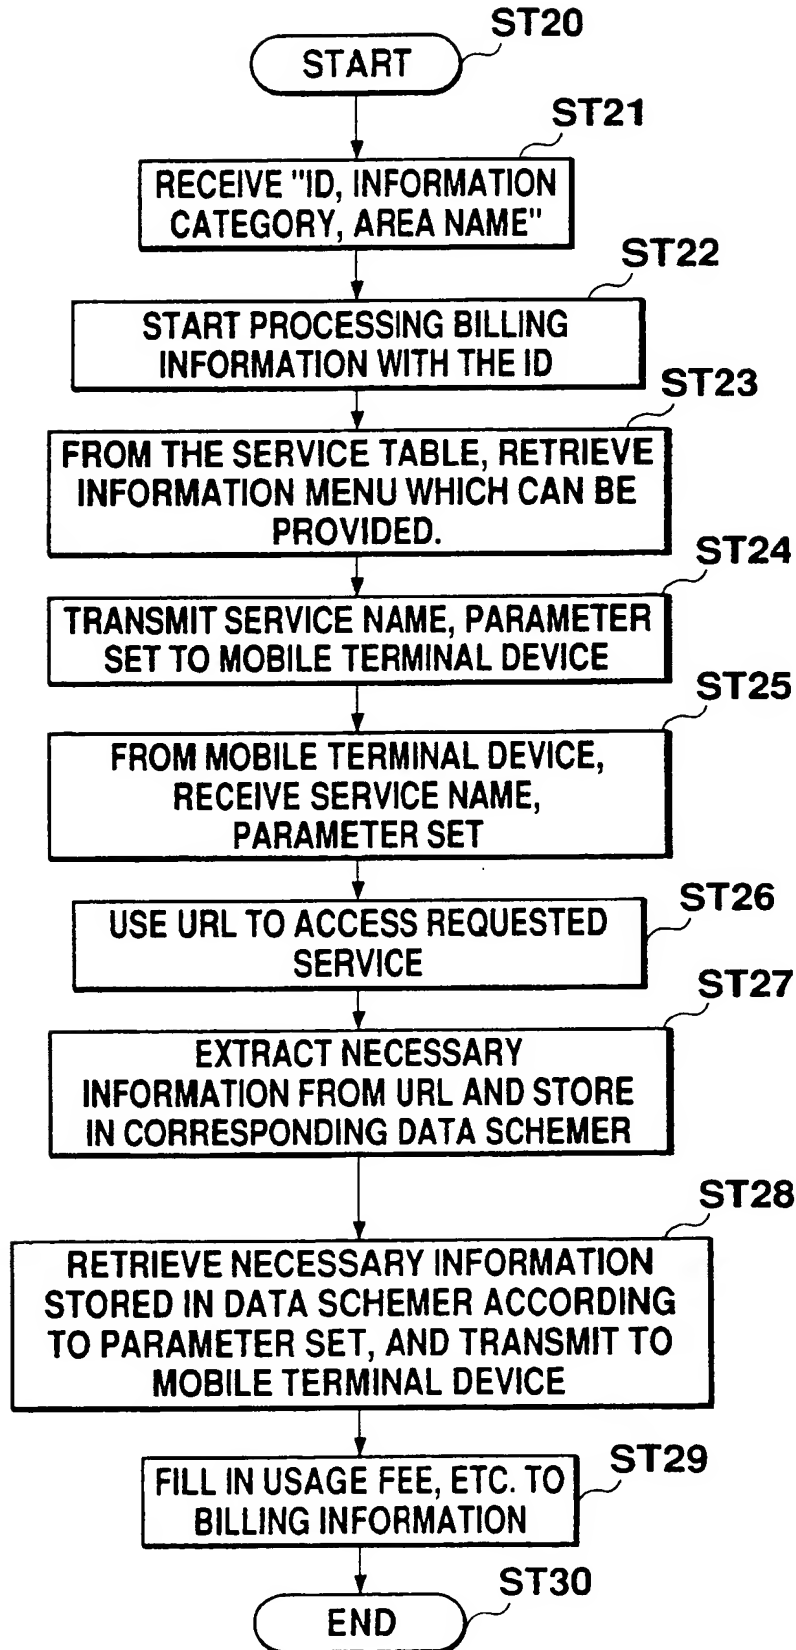 ST20
START
ST21
RECEIVE "ID, INFORMATION
CATEGORY, AREA NAME"
ST22
START PROCESSING BILLING
INFORMATION WITH THE ID
ST23
FROM THE SERVICE TABLE, RETRIEVE
INFORMATION MENU WHICH CAN BE
PROVIDED.
ST24
TRANSMIT SERVICE NAME, PARAMETER
SET TO MOBILE TERMINAL DEVICE
ST25
FROM MOBILE TERMINAL DEVICE,
RECEIVE SERVICE NAME,
PARAMETER SET
ST26
USE URL TO ACCESS REQUESTED
SERVICE
ST27
EXTRACT NECESSARY
INFORMATION FROM URL AND STORE
IN CORRESPONDING DATA SCHEMER
ST28
RETRIEVE NECESSARY INFORMATION
STORED IN DATA SCHEMER ACCORDING
TO PARAMETER SET, AND TRANSMIT TO
MOBILE TERMINAL DEVICE
ST29
FILL IN USAGE FEE, ETC. TO
BILLING INFORMATION
ST30
END